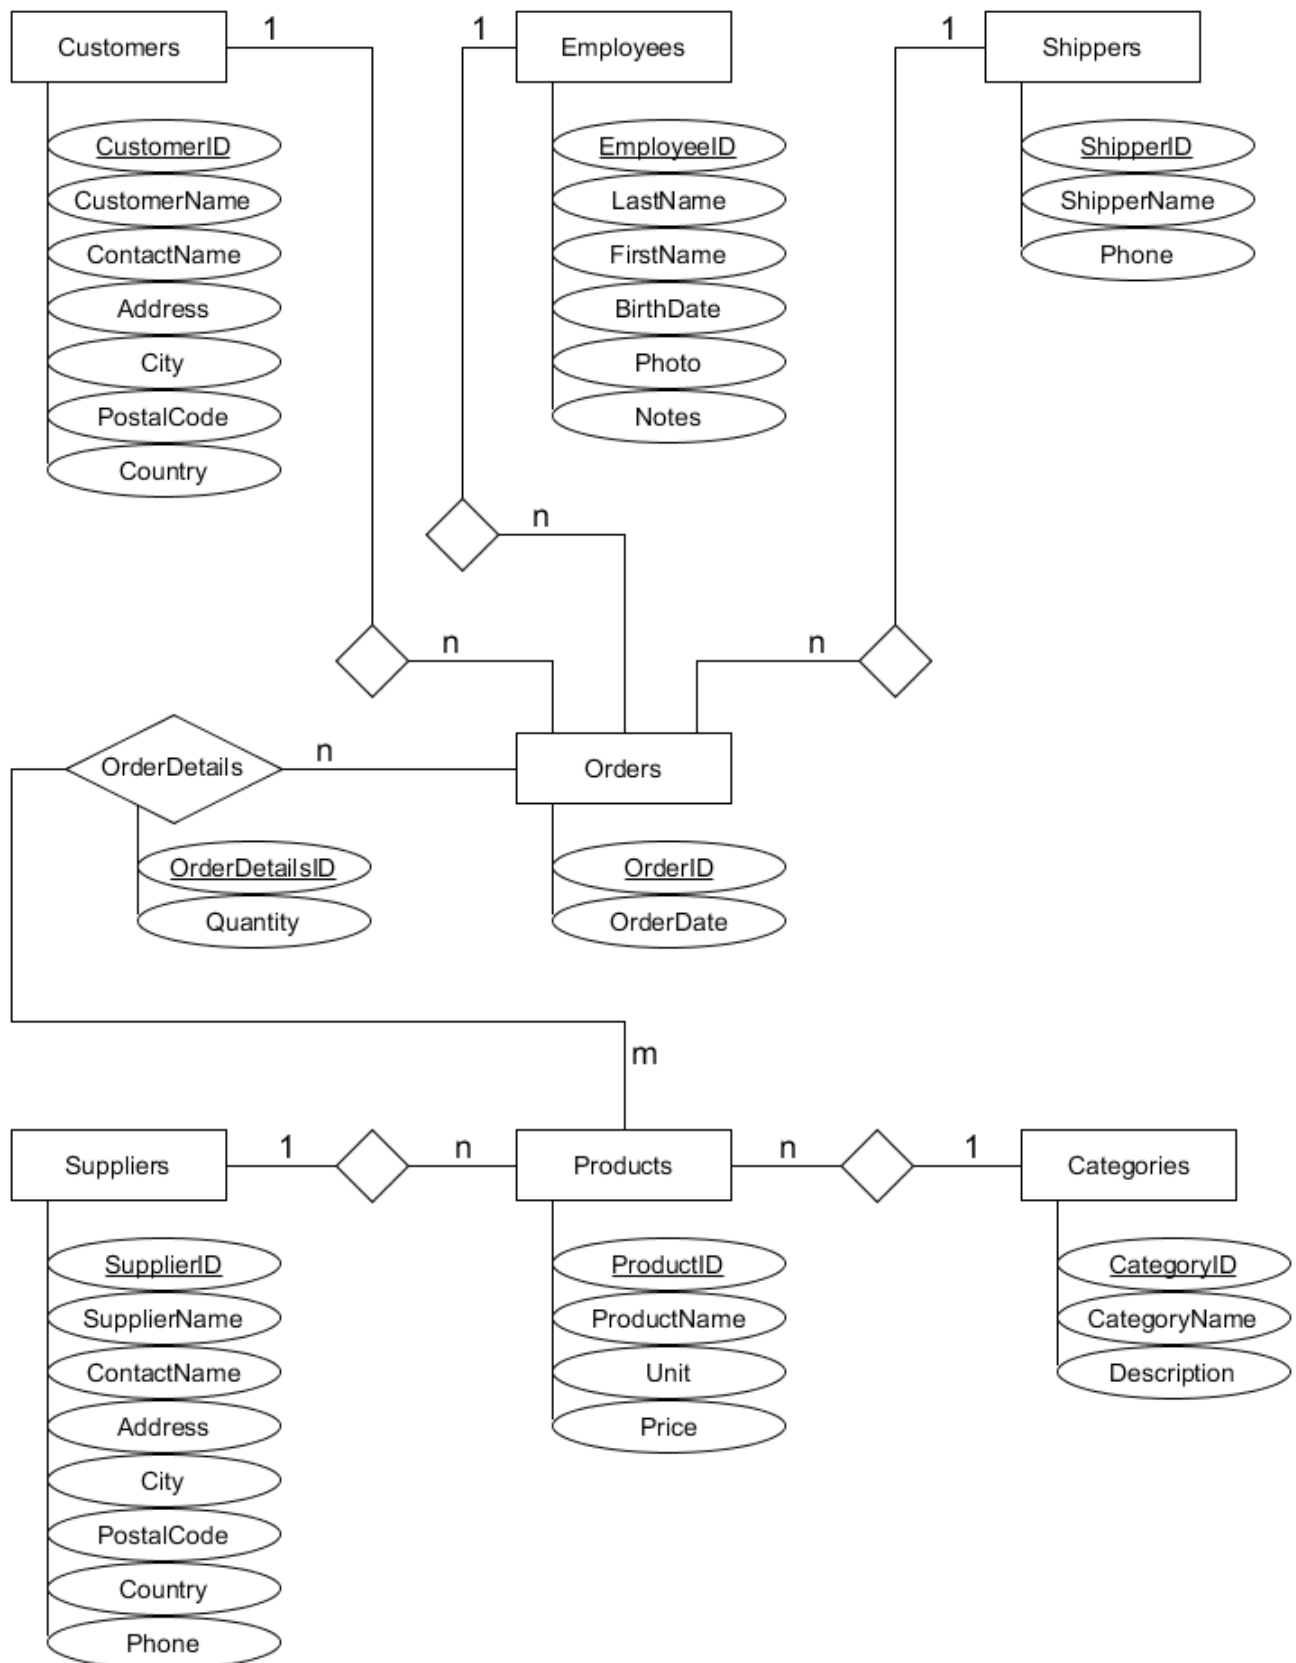 Customers
1
1
Employees
1
Shippers
CustomerID
CustomerName
ContactName
Address
City
PostalCode
Country
EmployeeID
LastName
FirstName
BirthDate
Photo
Notes
ShipperID
ShipperName
Phone
n
n
n
OrderDetails
n
Orders
OrderDetailsID
Quantity
OrderID
OrderDate
m
Suppliers
1
n
Products
n
1
Categories
SupplierID
SupplierName
ContactName
Address
City
PostalCode
Country
Phone
ProductID
ProductName
Unit
Price
CategoryID
CategoryName
Description